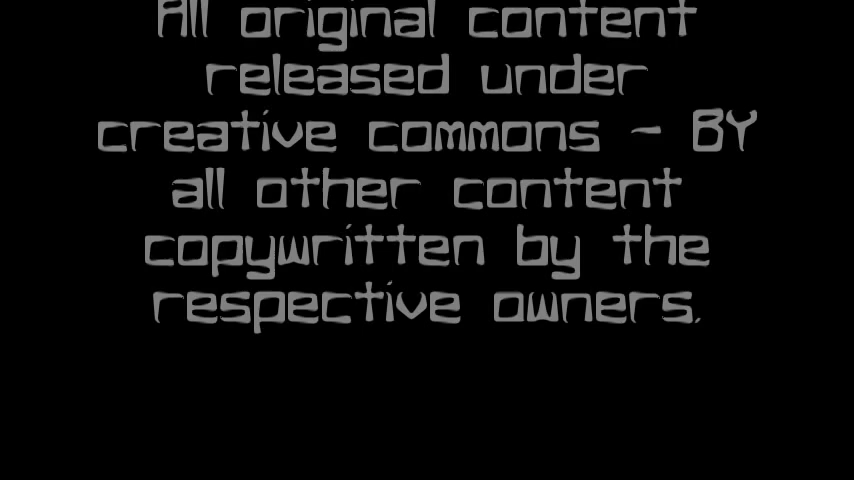 All original content
released under
creative commons - BY
all other content
copywritten by the
respective owners.